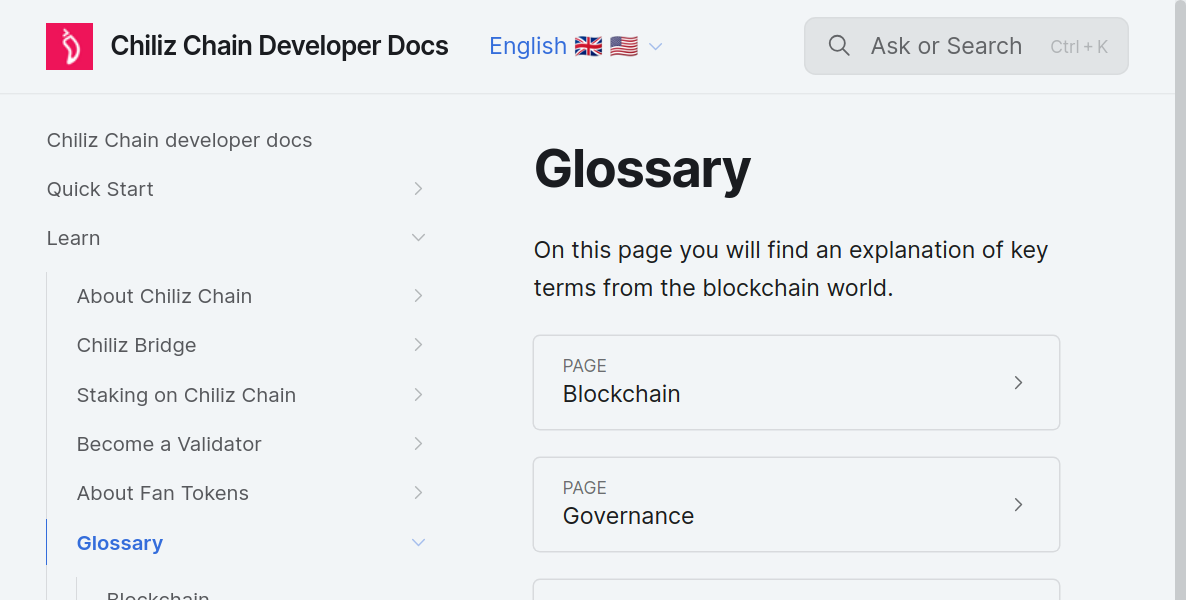 Chiliz Chain Developer Docs
English 🇬🇧 🇺🇸
Ask or Search Ctrl + K
Chiliz Chain developer docs
Quick Start
Learn
About Chiliz Chain
Chiliz Bridge
Staking on Chiliz Chain
Become a Validator
About Fan Tokens
Glossary
Blockchain
Glossary
On this page you will find an explanation of key
terms from the blockchain world.
PAGE
Blockchain
PAGE
Governance